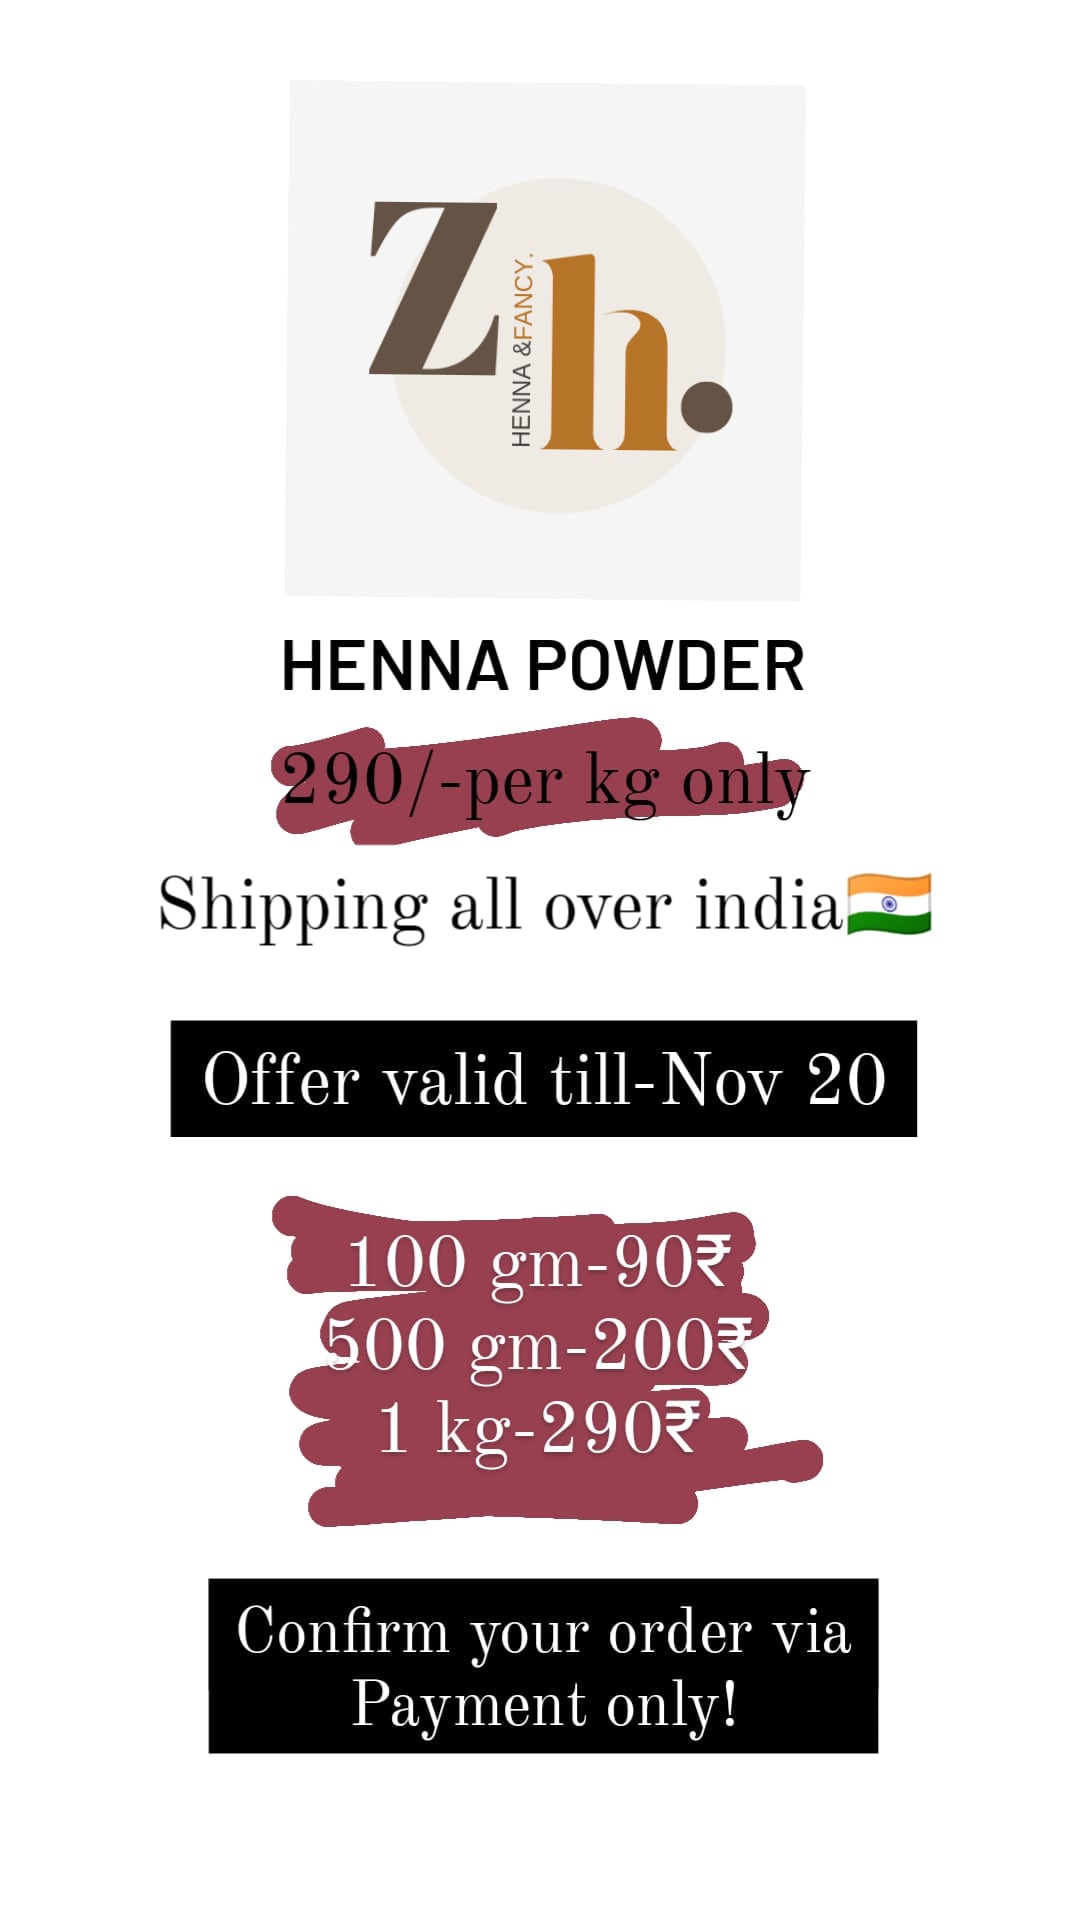 Zh.
HENNA &FANCY.
HENNA POWDER
290/-per kg only
Shipping all over india🇮🇳
Offer valid till-Nov 20
100 gm-90₹
500 gm-200₹
1 kg-290₹
Confirm your order via
Payment only!